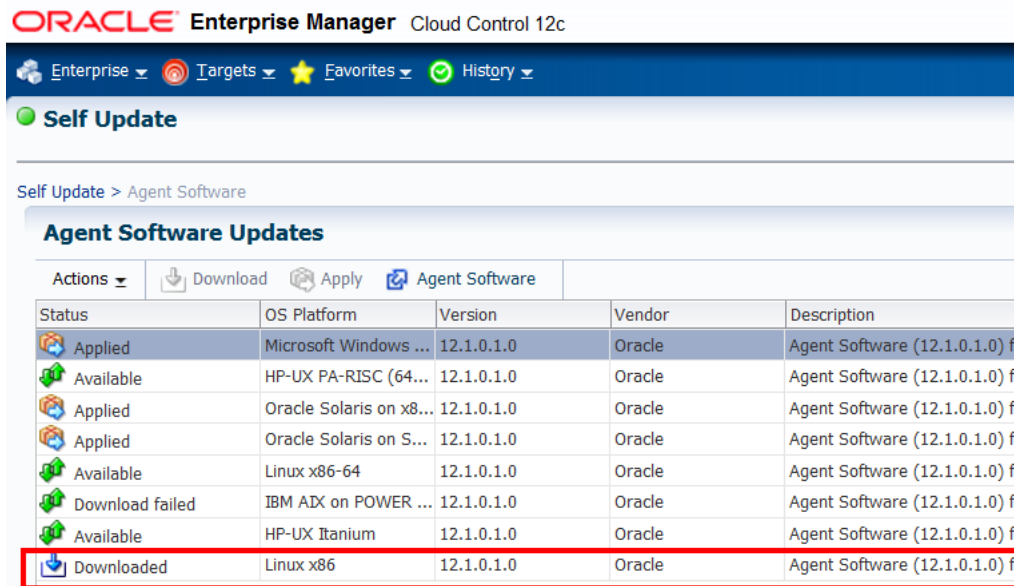 ORACLE Enterprise Manager Cloud Control 12c
Enterprise Targets Favorites History
Self Update
Self Update > Agent Software
Agent Software Updates
Actions Download Apply Agent Software
Status OS Platform Version Vendor Description
Applied Microsoft Windows ... 12.1.0.1.0 Oracle Agent Software (12.1.0.1.0) f
Available HP-UX PA-RISC (64... 12.1.0.1.0 Oracle Agent Software (12.1.0.1.0) f
Applied Oracle Solaris on x8... 12.1.0.1.0 Oracle Agent Software (12.1.0.1.0) f
Applied Oracle Solaris on S... 12.1.0.1.0 Oracle Agent Software (12.1.0.1.0) f
Available Linux x86-64 12.1.0.1.0 Oracle Agent Software (12.1.0.1.0) f
Download failed IBM AIX on POWER ... 12.1.0.1.0 Oracle Agent Software (12.1.0.1.0) f
Available HP-UX Itanium 12.1.0.1.0 Oracle Agent Software (12.1.0.1.0) f
Downloaded Linux x86 12.1.0.1.0 Oracle Agent Software (12.1.0.1.0) f